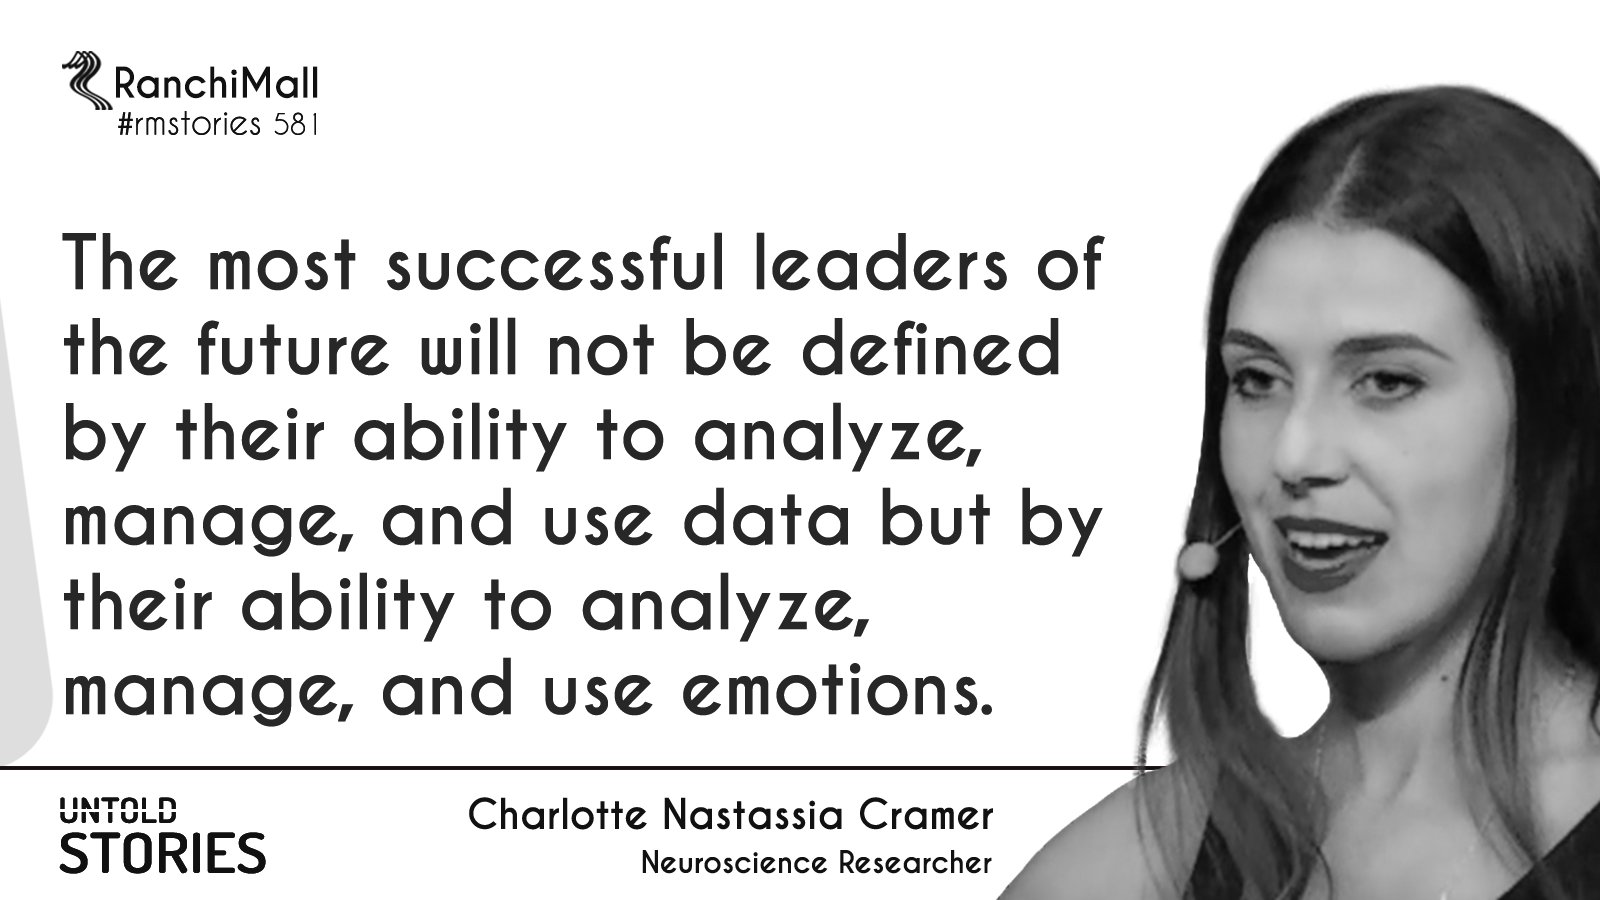 RanchiMall
#rmstories 581
The most successful leaders of
the future will not be defined
by their ability to analyze,
manage, and use data but by
their ability to analyze,
manage, and use emotions.
UNTOLD
STORIES
Charlotte Nastassia Cramer
Neuroscience Researcher